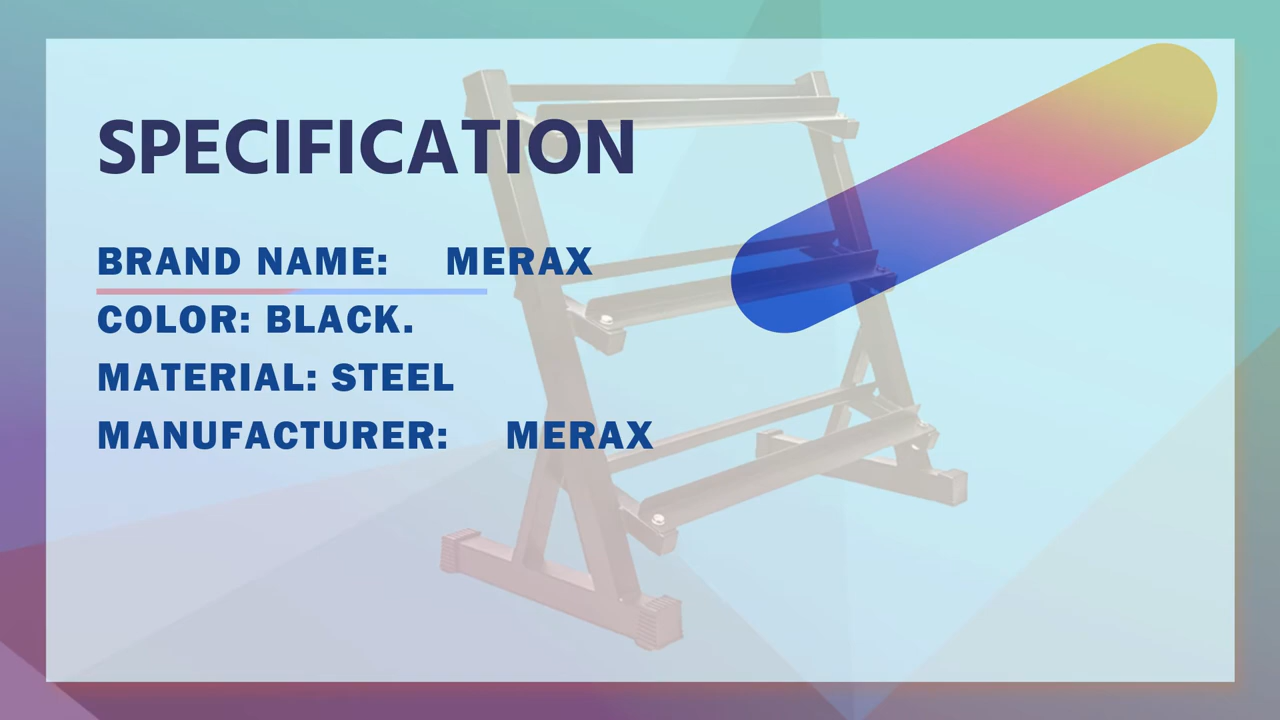 SPECIFICATION
BRAND NAME: MERAX
COLOR: BLACK.
MATERIAL: STEEL
MANUFACTURER: MERAX